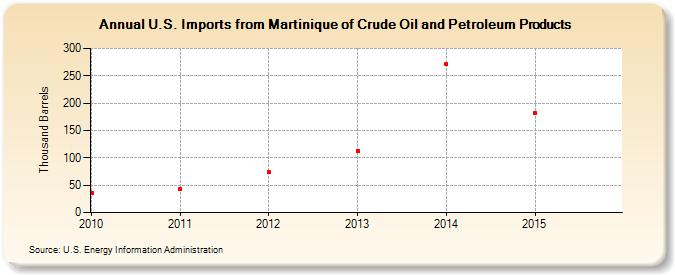 Annual U.S. Imports from Martinique of Crude Oil and Petroleum Products
Thousand Barrels
300
250
200
150
100
50
0
2010 2011 2012 2013 2014 2015
Source: U.S. Energy Information Administration